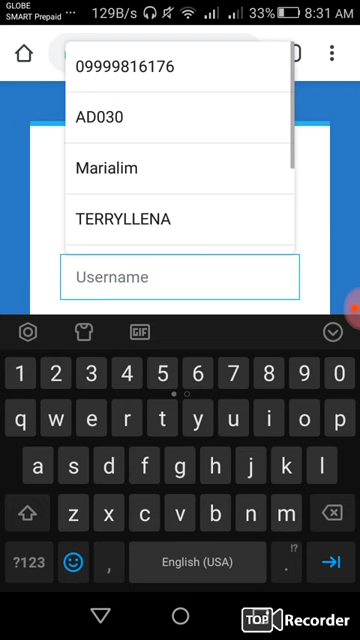 GLOBE
SMART Prepaid ... 129B/s 33% 8:31 AM
09999816176
AD030
Marialim
TERRYLLENA
Username
GIF
1 2 3 4 5 6 7 8 9 0
q w e r t y u i o p
a s d f g h j k l
z x c v b n m
?123 , English (USA) !? .
TOP Recorder